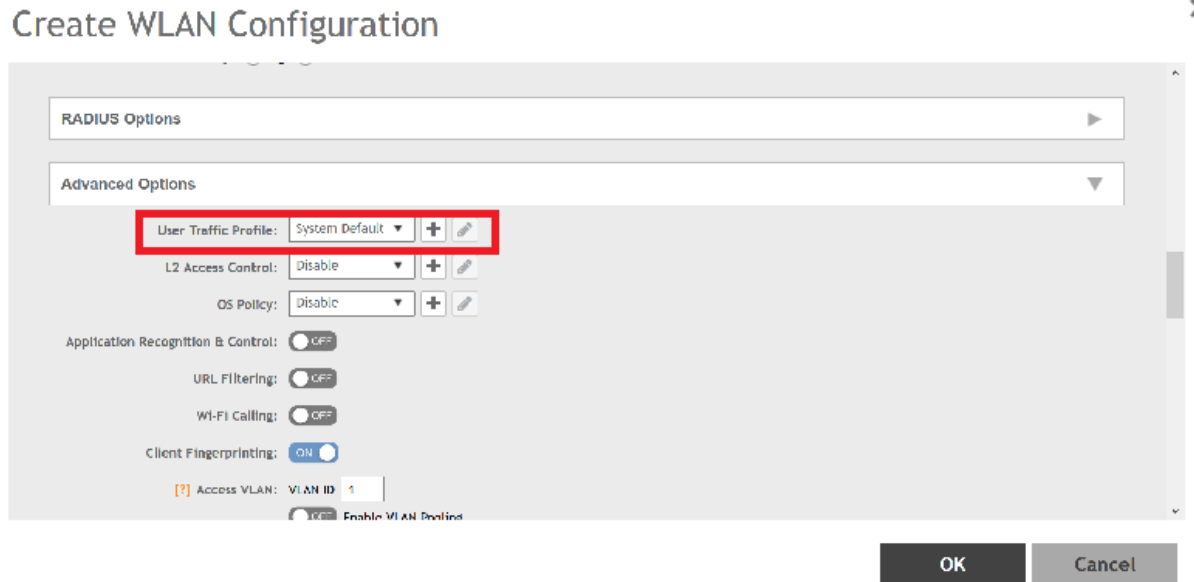 Create WLAN Configuration
RADIUS Options
Advanced Options
User Traffic Profile: System Default
L2 Access Control: Disable
OS Policy: Disable
Application Recognition & Control: OFF
URL Filtering: OFF
Wi-Fi Calling: OFF
Client Fingerprinting: ON
[?] Access VLAN: VLAN ID 1
OFF Enable VLAN Pooling
OK Cancel